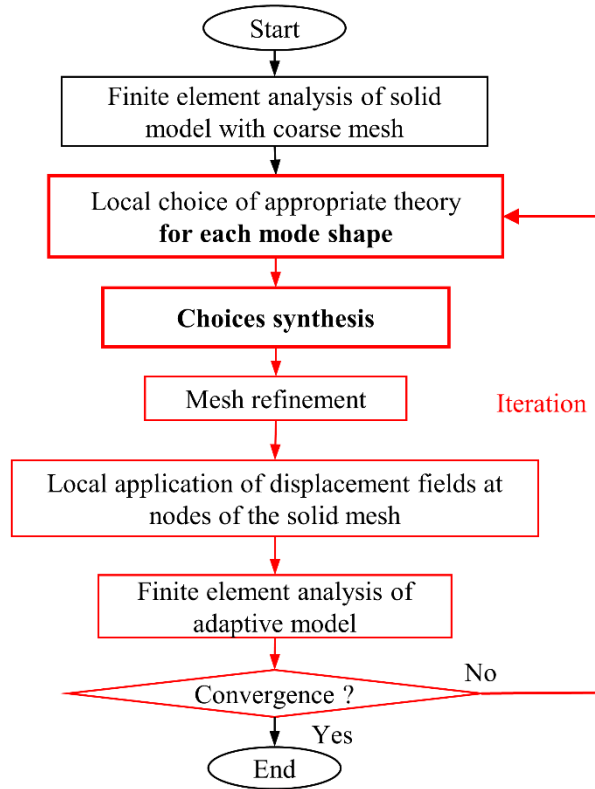 Start
Finite element analysis of solid
model with coarse mesh
Local choice of appropriate theory
for each mode shape
Choices synthesis
Mesh refinement
Iteration
Local application of displacement fields at
nodes of the solid mesh
Finite element analysis of
adaptive model
No
Convergence ?
Yes
End